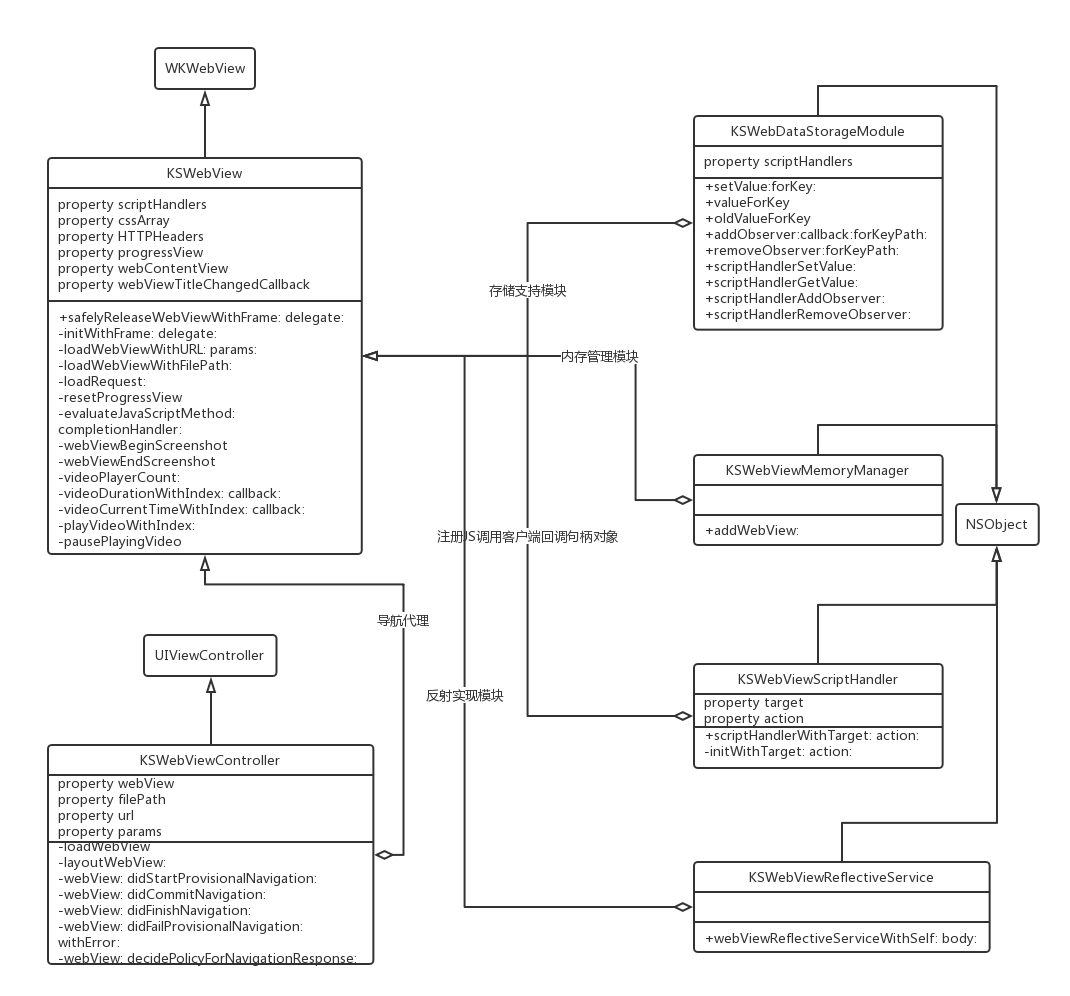 WKWebView
KSWebView
property scriptHandlers
property cssArray
property HTTPHeaders
property progressView
property webContentView
property webViewTitleChangedCallback
+safelyReleaseWebViewWithFrame: delegate:
-initWithFrame: delegate:
-loadWebViewWithURL: params:
-loadWebViewWithFilePath:
-loadRequest:
-resetProgressView
-evaluateJavaScriptMethod:
completionHandler:
-webViewBeginScreenshot
-webViewEndScreenshot
-videoPlayerCount:
-videoDurationWithIndex: callback:
-videoCurrentTimeWithIndex: callback:
-playVideoWithIndex:
-pausePlayingVideo
UIViewController
KSWebViewController
property webView
property filePath
property url
property params
-loadWebView
-layoutWebView:
-webView: didStartProvisionalNavigation:
-webView: didCommitNavigation:
-webView: didFinishNavigation:
-webView: didFailProvisionalNavigation:
withError:
-webView: decidePolicyForNavigationResponse:
存储支持模块
内存管理模块
注册JS调用客户端回调句柄对象
导航代理
反射实现模块
KSWebDataStorageModule
property scriptHandlers
+setValue:forKey:
+valueForKey
+oldValueForKey
+addObserver:callback:forKeyPath:
+removeObserver:forKeyPath:
+scriptHandlerSetValue:
+scriptHandlerGetValue:
+scriptHandlerAddObserver:
+scriptHandlerRemoveObserver:
KSWebViewMemoryManager
+addWebView:
NSObject
KSWebViewScriptHandler
property target
property action
+scriptHandlerWithTarget: action:
-initWithTarget: action:
KSWebViewReflectiveService
+webViewReflectiveServiceWithSelf: body: